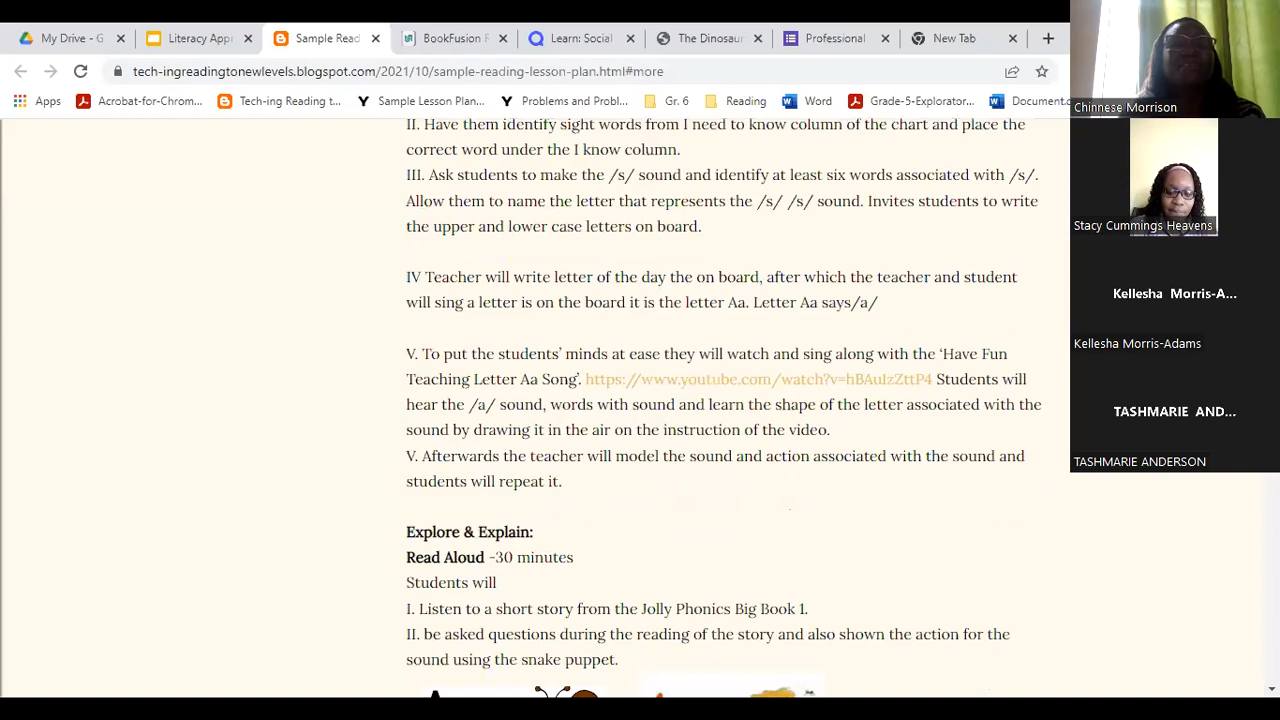 My Drive - G
Literacy Appr
Sample Read
BookFusion R
Learn: Social
The Dinosaur
Professional
New Tab
tech-ingreadingtonewlevels.blogspot.com/2021/10/sample-reading-lesson-plan.html#more
Apps
Acrobat-for-Chrom...
Tech-ing Reading t...
Sample Lesson Plan...
Problems and Probl...
Gr. 6
Reading
Word
Grade-5-Explorator...
Document.c
II. Have them identify sight words from I need to know column of the chart and place the
correct word under the I know column.
III. Ask students to make the /s/ sound and identify at least six words associated with /s/.
Allow them to name the letter that represents the /s/ /s/ sound. Invites students to write
the upper and lower case letters on board.
IV Teacher will write letter of the day the on board, after which the teacher and student
will sing a letter is on the board it is the letter Aa. Letter Aa says/a/
V. To put the students’ minds at ease they will watch and sing along with the ‘Have Fun
Teaching Letter Aa Song’. https://www.youtube.com/watch?v=hBAuIzZttP4 Students will
hear the /a/ sound, words with sound and learn the shape of the letter associated with the
sound by drawing it in the air on the instruction of the video.
V. Afterwards the teacher will model the sound and action associated with the sound and
students will repeat it.
Explore & Explain:
Read Aloud -30 minutes
Students will
I. Listen to a short story from the Jolly Phonics Big Book 1.
II. be asked questions during the reading of the story and also shown the action for the
sound using the snake puppet.
Chinnese Morrison
Stacy Cummings Heavens
Kellesha Morris-A...
Kellesha Morris-Adams
TASHMARIE AND...
TASHMARIE ANDERSON